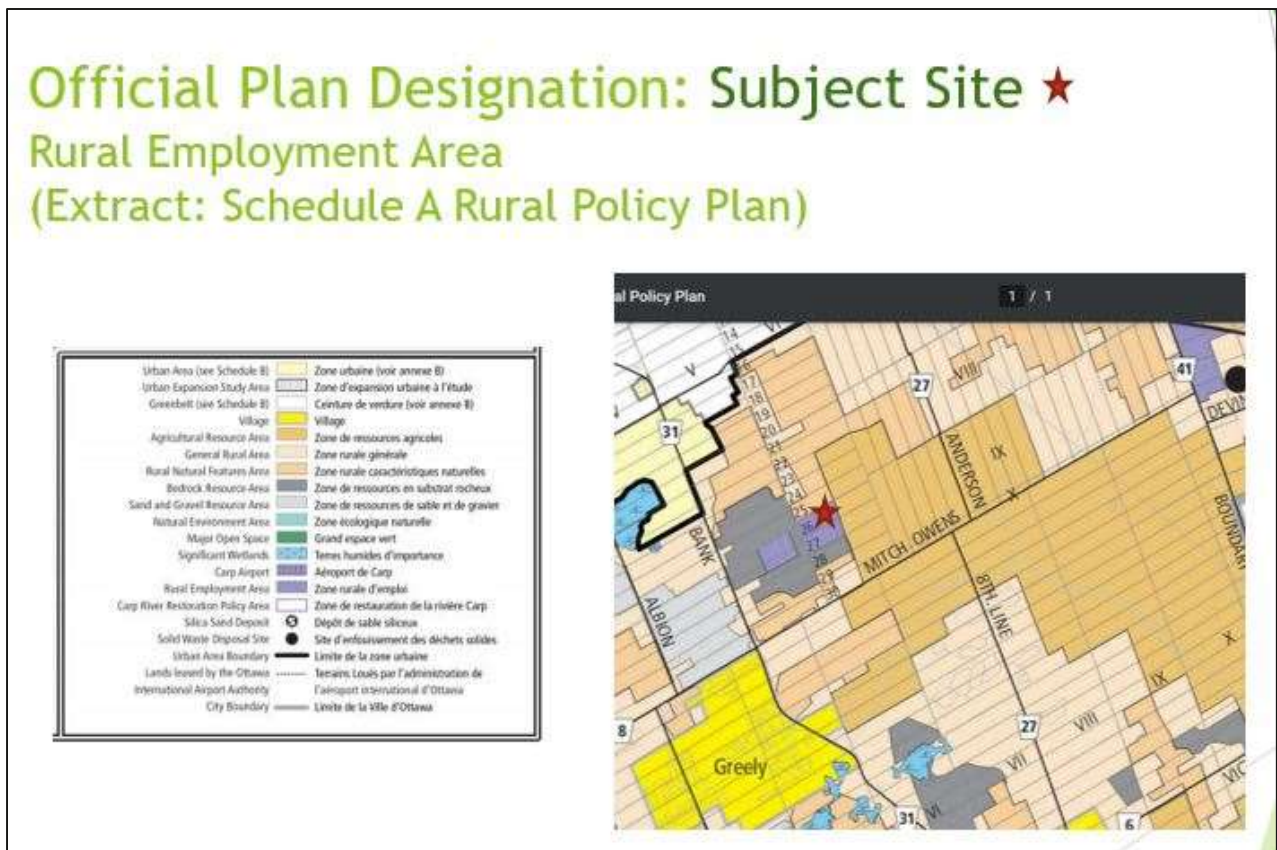 Official Plan Designation: Subject Site
Rural Employment Area
(Extract: Schedule A Rural Policy Plan)
Urban Area (see Schedule B) Zone urbaine (voir annexe B)
Urban Expansion Study Area Zone d'expansion urbaine à l'étude
Greenbelt (see Schedule B) Ceinture de verdure (voir annexe B)
Village Village
Agricultural Resource Area Zone de ressources agricoles
General Rural Area Zone rurale générale
Rural Natural Features Area Zone rurale caractéristiques naturelles
Bedrock Resource Area Zone de ressources en substrat rocheux
Sand and Gravel Resource Area Zone de ressources de sable et de gravier
Natural Environment Area Zone écologique naturelle
Major Open Space Grand espace vert
Significant Wetlands Terres humides d'importance
Carp Airport Aéroport de Carp
Rural Employment Area Zone rurale d'emploi
Carp River Restoration Policy Area Zone de restauration de la rivière Carp
Silica Sand Deposit S Dépôt de sable siliceux
Solid Waste Disposal Site Site d'enfouissement des déchets solides
Urban Area Boundary Limite de la zone urbaine
Lands leased by the Ottawa Terrains Loués par l'administration de
International Airport Authority l'aéroport international d'Ottawa
City Boundary Limite de la Ville d'Ottawa
al Policy Plan 1 / 1
14
15
17
18
19
20
V
VIII
27
41
31
DEVIN
23
24
25
26
27
28
ANDERSON
IX
X
BANK
MITCH. OWENS
BOUNDARY
ALBION
8TH. LINE
X
IX
8
27
VIII
Greely
VII
VI
31
6
VIC